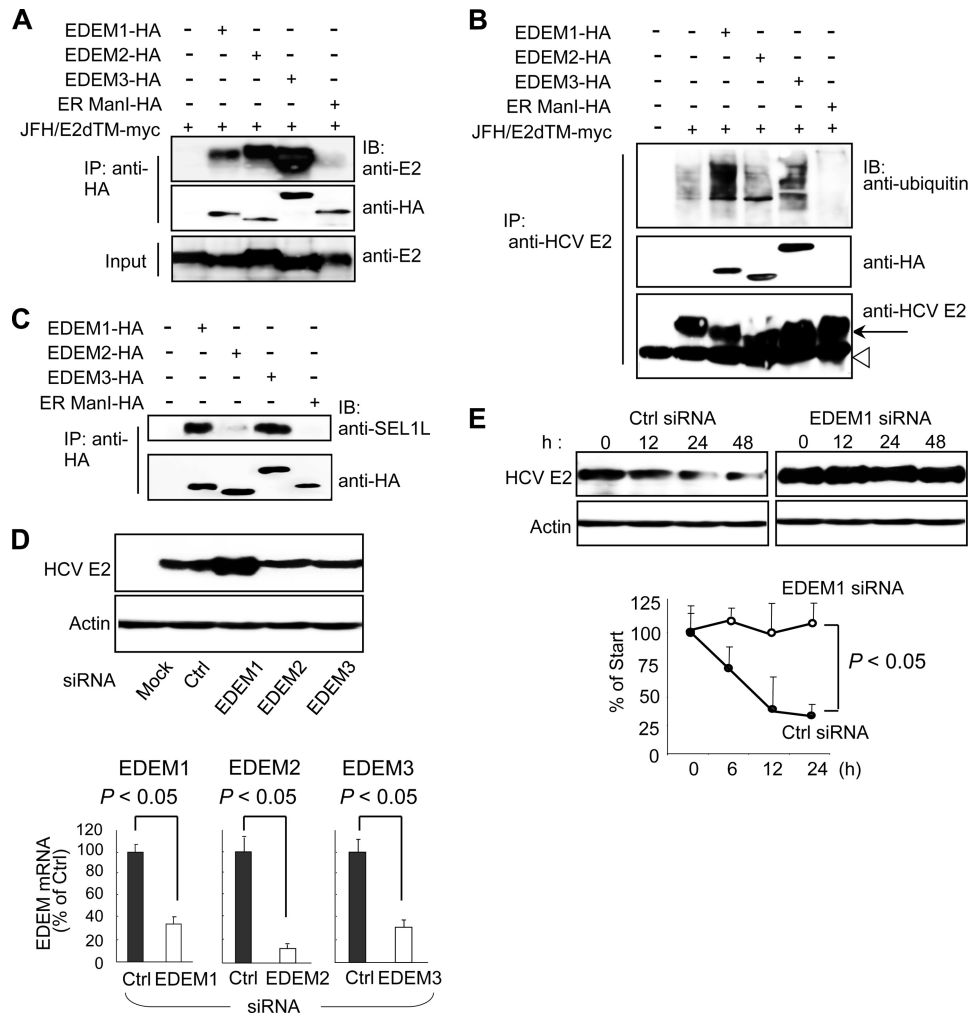 A
EDEM1-HA - + - - -
EDEM2-HA - - + - -
EDEM3-HA - - - + -
ER ManI-HA - - - - +
JFH/E2dTM-myc + + + + +
IP: anti-HA
IB:
anti-E2
anti-HA
Input
anti-E2
B
EDEM1-HA - - + - - -
EDEM2-HA - - - + - -
EDEM3-HA - - - - + -
ER ManI-HA - - - - - +
JFH/E2dTM-myc - + + + + +
IP:
anti-HCV E2
IB:
anti-ubiquitin
anti-HA
anti-HCV E2
C
EDEM1-HA - + - - -
EDEM2-HA - - + - -
EDEM3-HA - - - + -
ER ManI-HA - - - - +
IP: anti-HA
IB:
anti-SEL1L
anti-HA
D
HCV E2
Actin
siRNA Mock Ctrl EDEM1 EDEM2 EDEM3
EDEM1 EDEM2 EDEM3
P < 0.05 P < 0.05 P < 0.05
EDEM mRNA
(% of Ctrl)
120
100
80
60
40
20
0
Ctrl EDEM1 Ctrl EDEM2 Ctrl EDEM3
siRNA
E
Ctrl siRNA EDEM1 siRNA
h : 0 12 24 48 0 12 24 48
HCV E2
Actin
EDEM1 siRNA
% of Start
125
100
75
50
25
0
P < 0.05
Ctrl siRNA
0 6 12 24 (h)